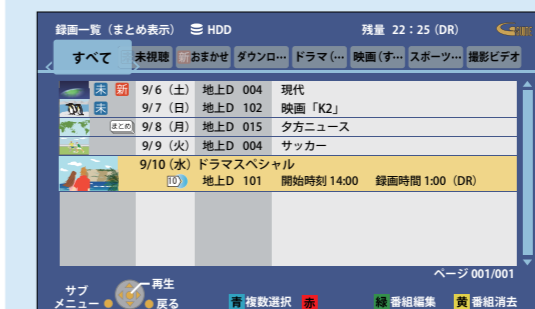 録画一覧（まとめ表示） HDD 残量 22：25 (DR)
すべて 未視聴 新おまかせ ダウンロ… ドラマ (… 映画(す… スポーツ… 撮影ビデオ
未 新 9/6（土） 地上D 004 現代
未 9/7（日） 地上D 102 映画「K2」
まとめ 9/8（月） 地上D 015 夕方ニュース
9/9（火） 地上D 004 サッカー
9/10（水） ドラマスペシャル
10 地上D 101 開始時刻 14:00 録画時間 1:00（DR）
ページ 001/001
サブ
メニュー
再生
戻る
青 複数選択 赤 緑 番組編集 黄 番組消去